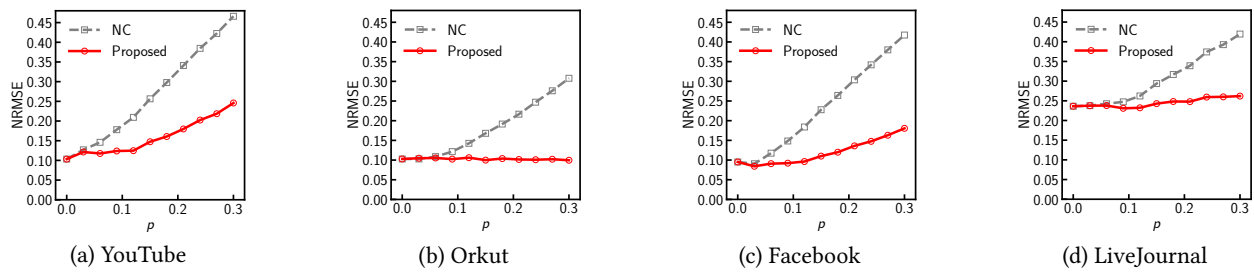 0.45
0.40
0.35
0.30
0.25
0.20
0.15
0.10
0.05
0.00
NRMSE
NC
Proposed
0.0 0.1 0.2 0.3
p
(a) YouTube
0.45
0.40
0.35
0.30
0.25
0.20
0.15
0.10
0.05
0.00
NRMSE
NC
Proposed
0.0 0.1 0.2 0.3
p
(b) Orkut
0.45
0.40
0.35
0.30
0.25
0.20
0.15
0.10
0.05
0.00
NRMSE
NC
Proposed
0.0 0.1 0.2 0.3
p
(c) Facebook
0.45
0.40
0.35
0.30
0.25
0.20
0.15
0.10
0.05
0.00
NRMSE
NC
Proposed
0.0 0.1 0.2 0.3
p
(d) LiveJournal